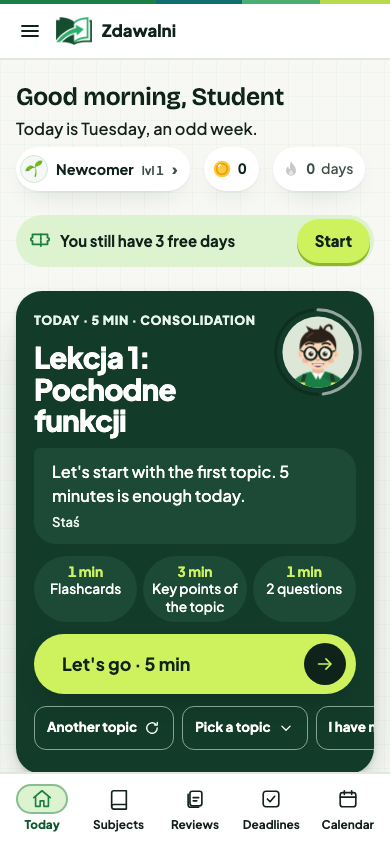 Zdawalni
Good morning, Student
Today is Tuesday, an odd week.
Newcomer lvl 1 ›
0
0 days
You still have 3 free days
Start
TODAY · 5 MIN · CONSOLIDATION
Lekcja 1:
Pochodne
funkcji
Let's start with the first topic. 5
minutes is enough today.
Staś
1 min
Flashcards
3 min
Key points of
the topic
1 min
2 questions
Let's go · 5 min
Another topic
Pick a topic
I have
Today
Subjects
Reviews
Deadlines
Calendar